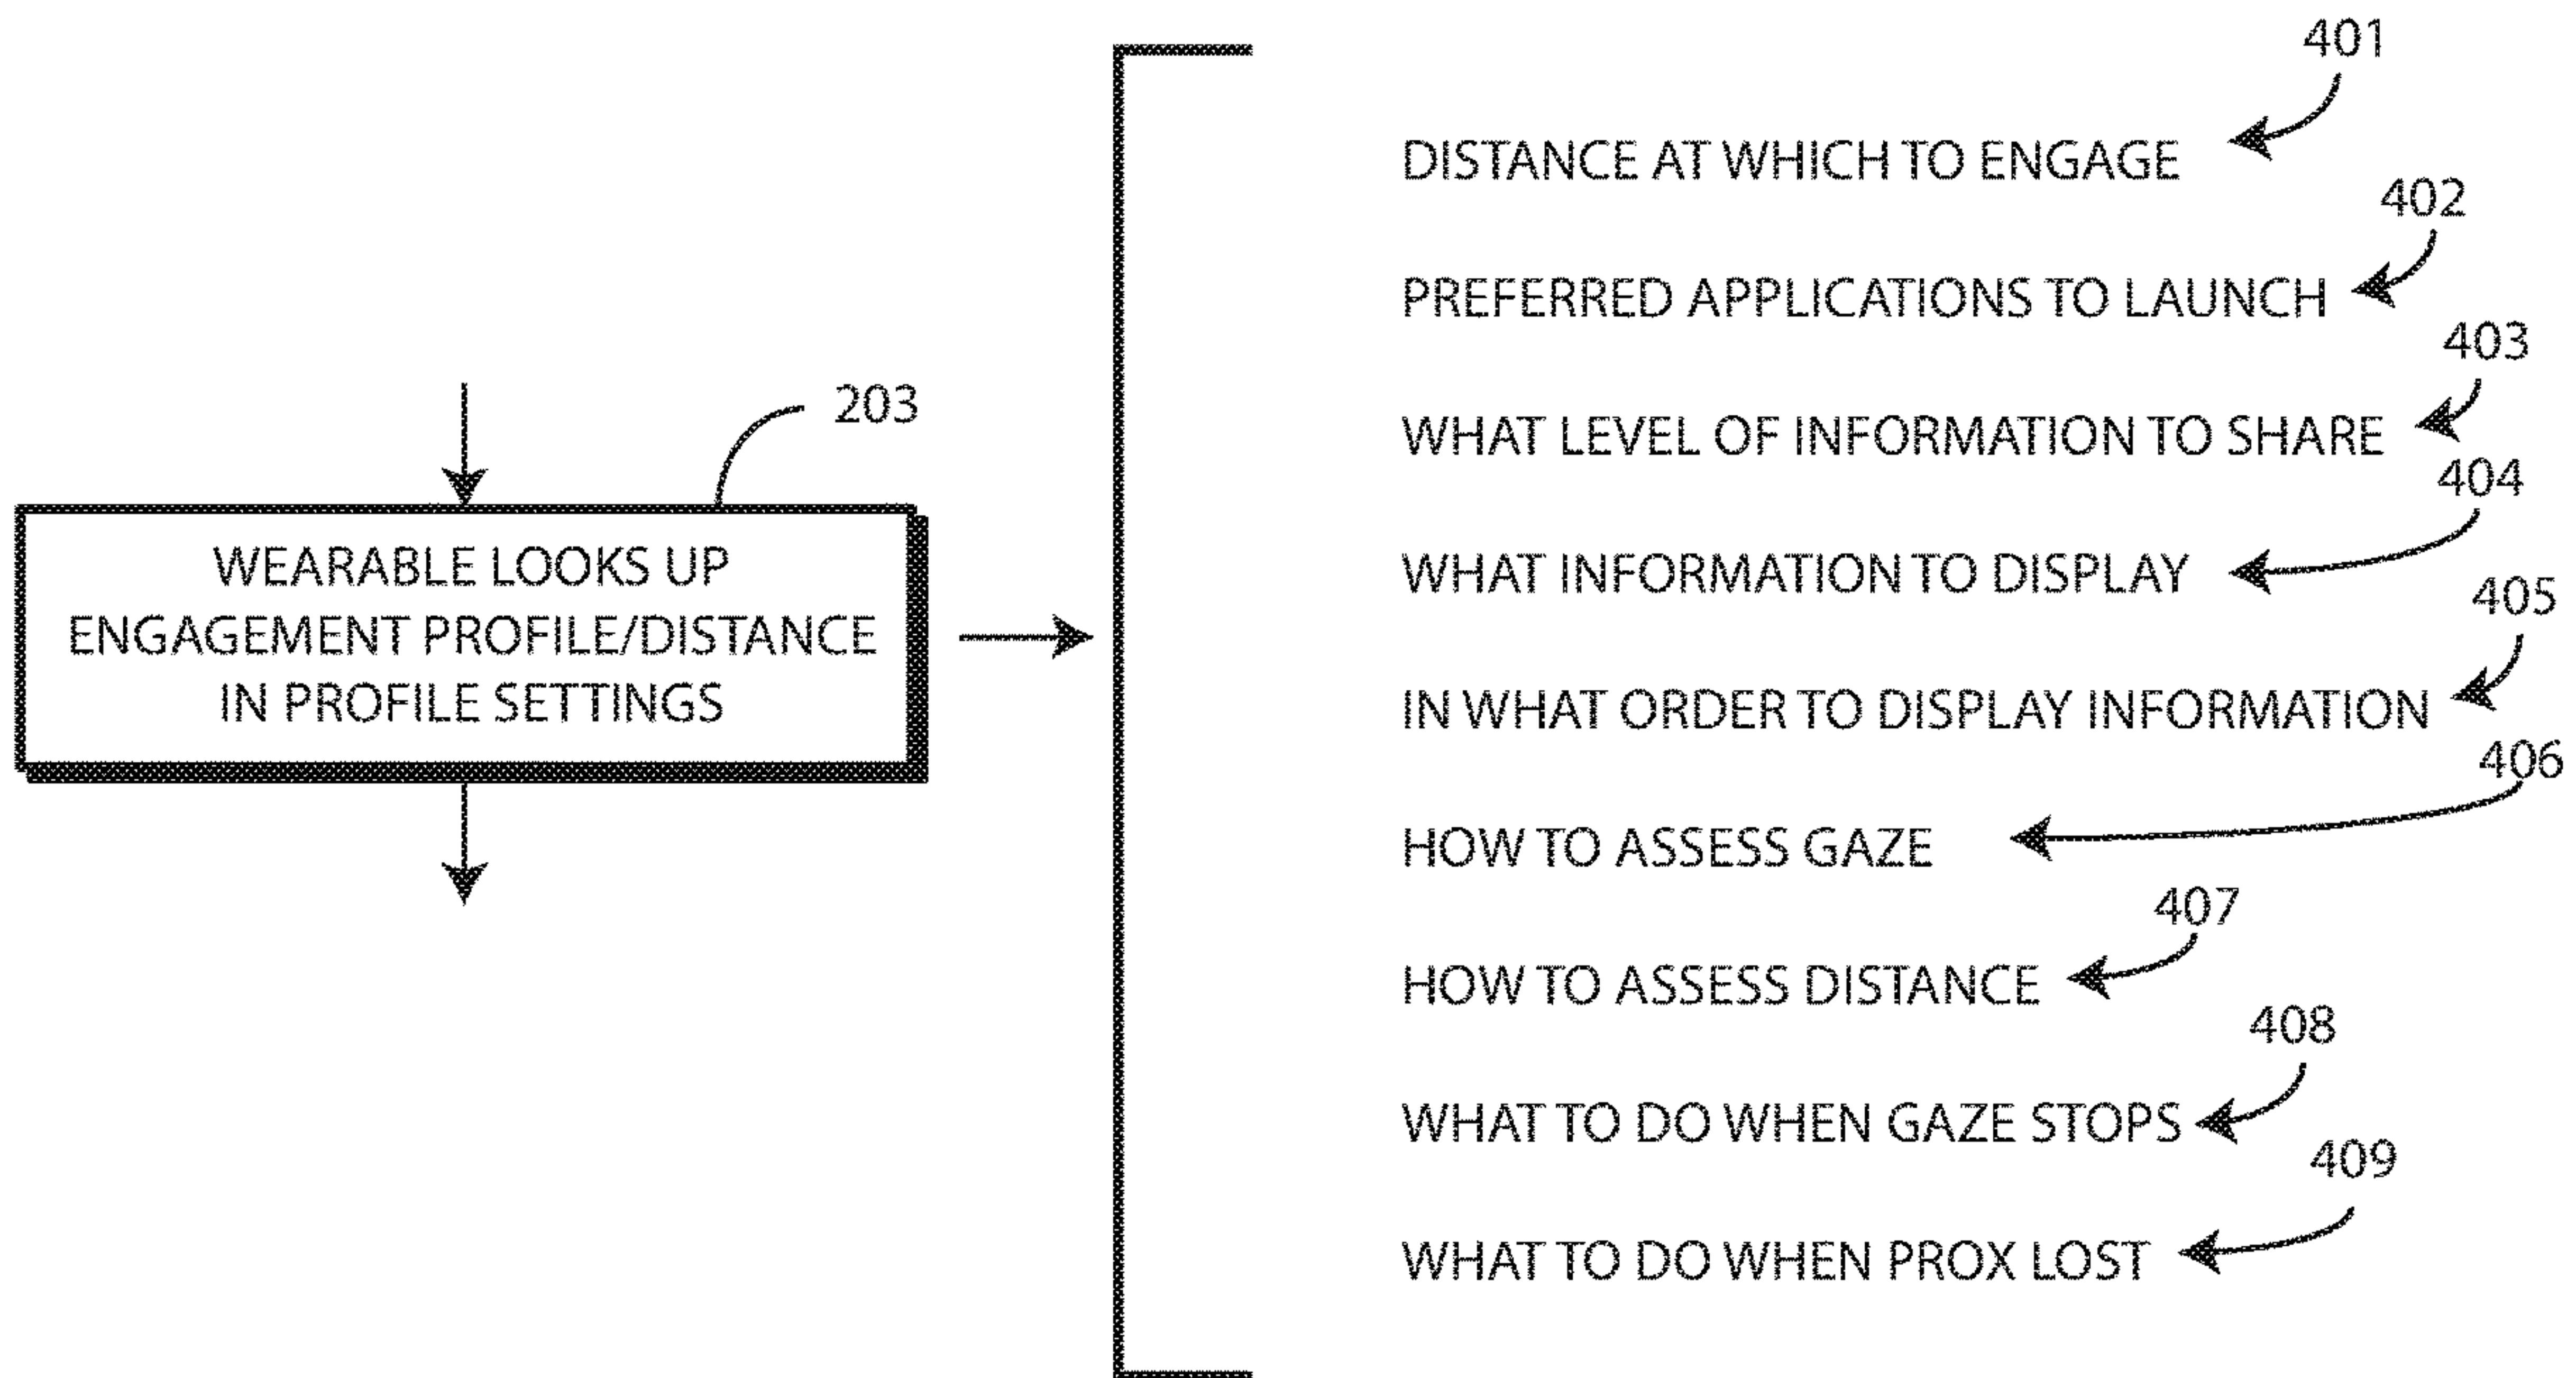 401
DISTANCE AT WHICH TO ENGAGE
402
PREFERRED APPLICATIONS TO LAUNCH
403
WHAT LEVEL OF INFORMATION TO SHARE
203
404
WEARABLE LOOKS UP
ENGAGEMENT PROFILE/DISTANCE
IN PROFILE SETTINGS
WHAT INFORMATION TO DISPLAY
405
IN WHAT ORDER TO DISPLAY INFORMATION
406
HOW TO ASSESS GAZE
407
HOW TO ASSESS DISTANCE
408
WHAT TO DO WHEN GAZE STOPS
409
WHAT TO DO WHEN PROX LOST